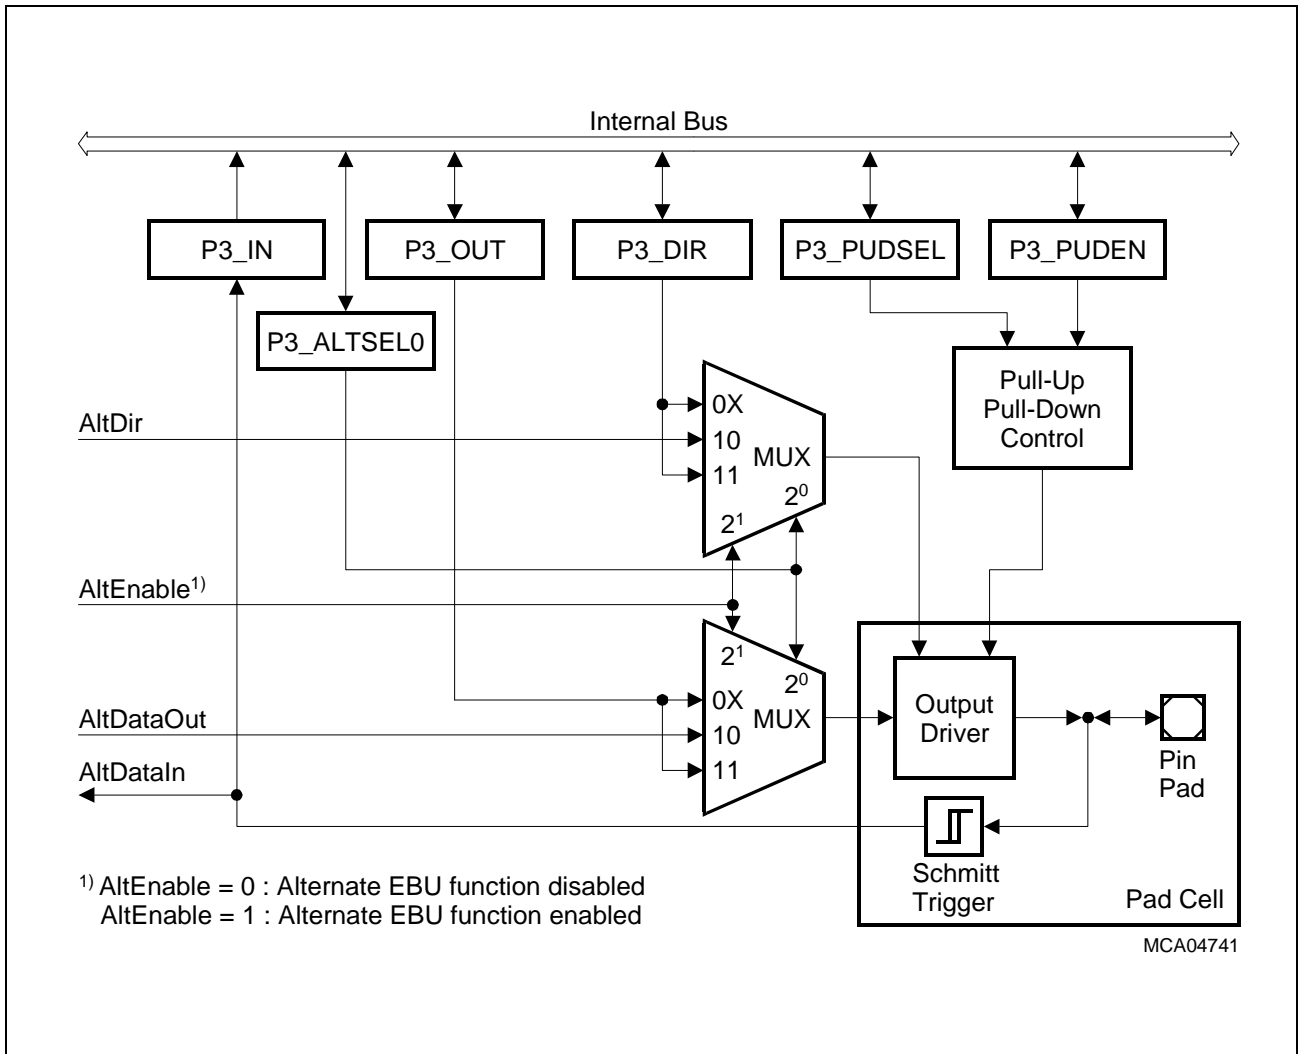 Internal Bus
P3_IN
P3_OUT
P3_DIR
P3_PUDSEL
P3_PUDEN
P3_ALTSEL0
Pull-Up
Pull-Down
Control
AltDir
0X
10
11
MUX
2⁰
2¹
AltEnable¹⁾
2¹
2⁰
0X
10
11
MUX
AltDataOut
AltDataIn
Output
Driver
Pin
Pad
Schmitt
Trigger
Pad Cell
¹⁾ AltEnable = 0 : Alternate EBU function disabled
AltEnable = 1 : Alternate EBU function enabled
MCA04741